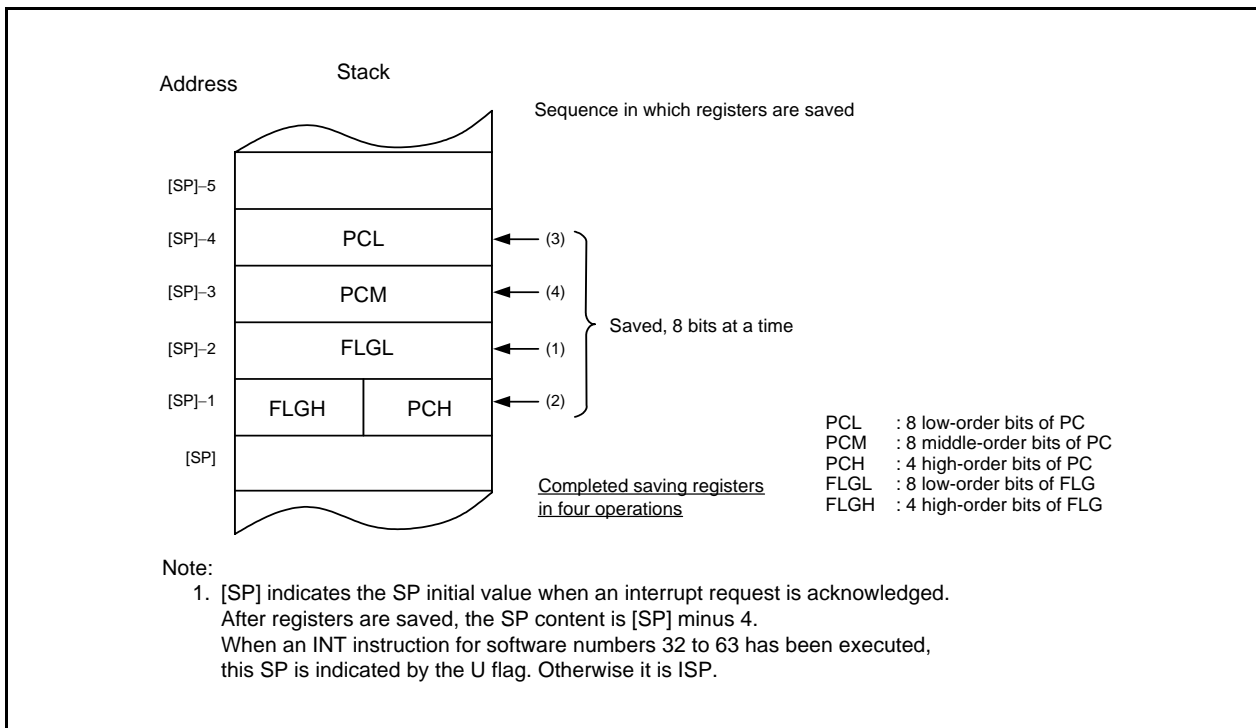 Address
Stack
Sequence in which registers are saved
[SP]−5
[SP]−4 PCL (3)
[SP]−3 PCM (4)
Saved, 8 bits at a time
[SP]−2 FLGL (1)
[SP]−1 FLGH PCH (2)
[SP]
Completed saving registers
in four operations
PCL : 8 low-order bits of PC
PCM : 8 middle-order bits of PC
PCH : 4 high-order bits of PC
FLGL : 8 low-order bits of FLG
FLGH : 4 high-order bits of FLG
Note:
1. [SP] indicates the SP initial value when an interrupt request is acknowledged.
After registers are saved, the SP content is [SP] minus 4.
When an INT instruction for software numbers 32 to 63 has been executed,
this SP is indicated by the U flag. Otherwise it is ISP.